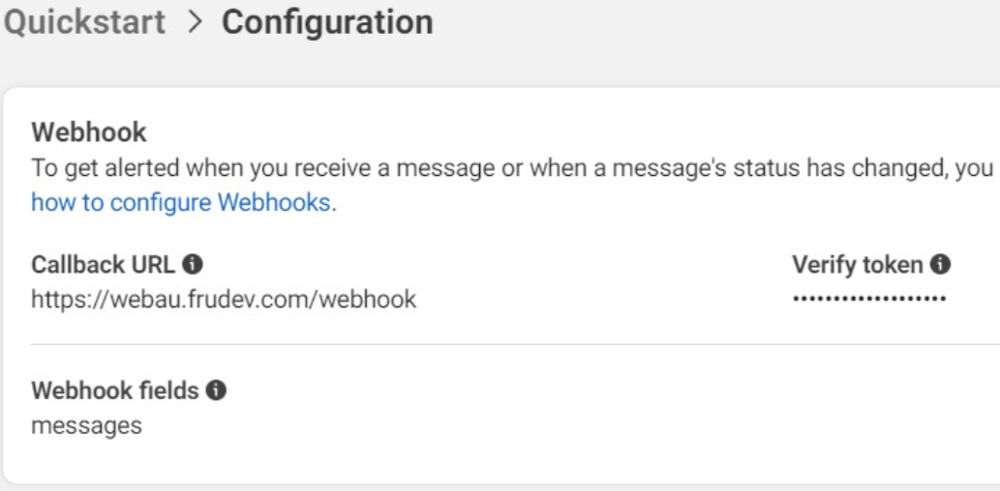 Quickstart > Configuration
Webhook
To get alerted when you receive a message or when a message's status has changed, you
how to configure Webhooks.
Callback URL
Verify token
https://webau.frudev.com/webhook
•••••••••••••••••••
Webhook fields
messages